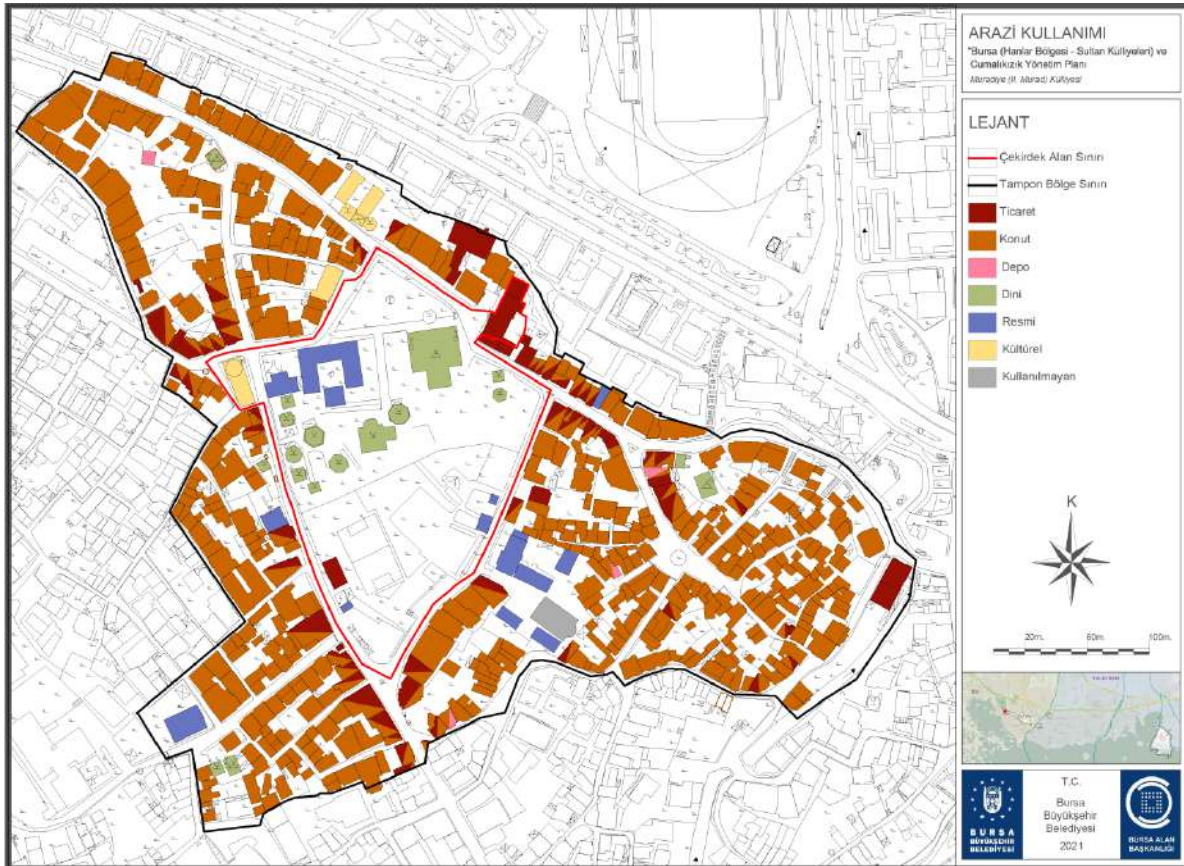 ARAZİ KULLANIMI
"Bursa (Hanlar Bölgesi - Sultan Külliyeleri) ve
Cumalıkızık Yönetim Planı
Muradiye (II. Murad) Külliyesi
LEJANT
Çekirdek Alan Sınırı
Tampon Bölge Sınırı
Ticaret
Konut
Depo
Dini
Resmi
Kültürel
Kullanılmayan
K
20m. 60m. 100m.
BURSA
BÜYÜKŞEHİR
BELEDİYESİ
T.C.
Bursa
Büyükşehir
Belediyesi
2021
BURSA ALAN
BAŞKANLIĞI